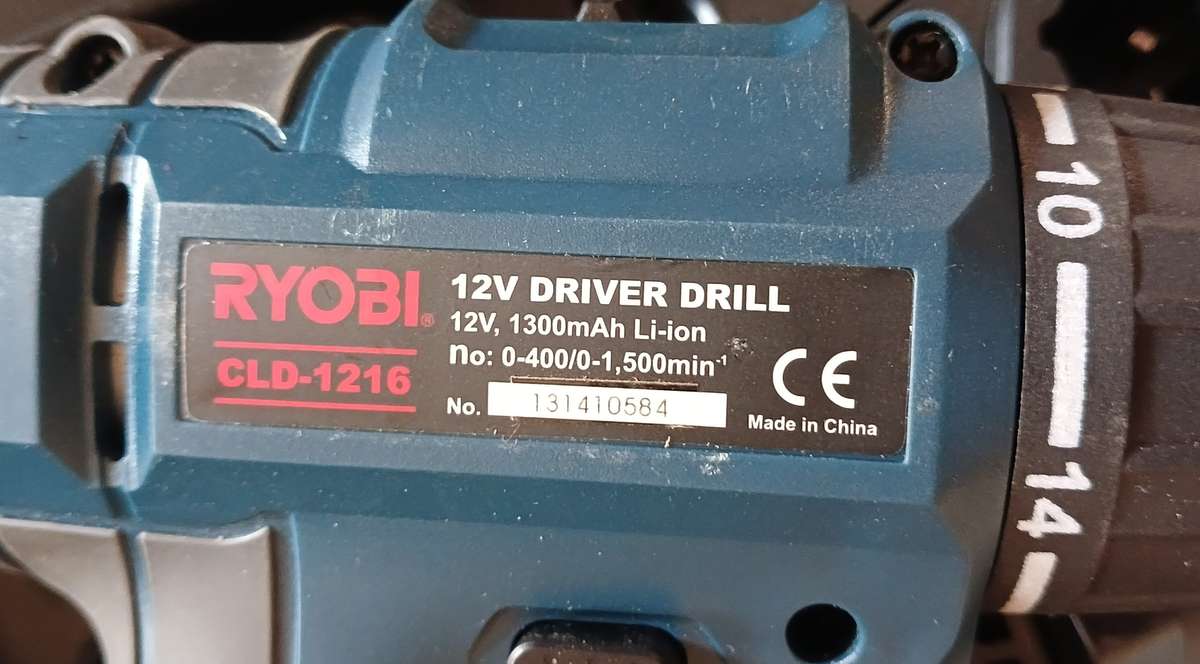 RYOBI®
CLD-1216
12V DRIVER DRILL
12V, 1300mAh Li-ion
no: 0-400/0-1,500min⁻¹
No. 131410584
CE
Made in China
10
14